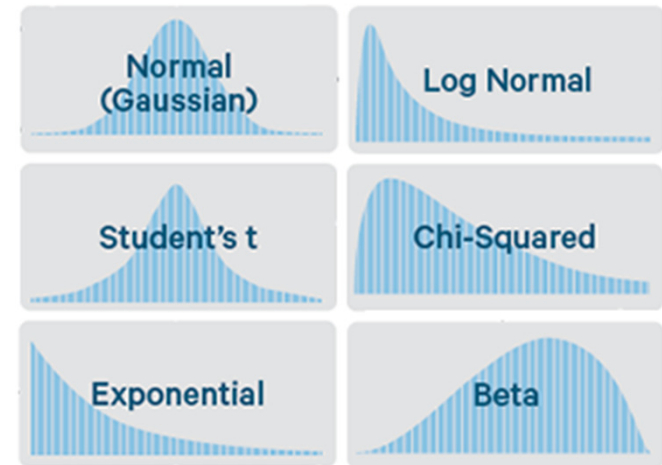 Normal
(Gaussian)
Log Normal
Student's t
Chi-Squared
Exponential
Beta